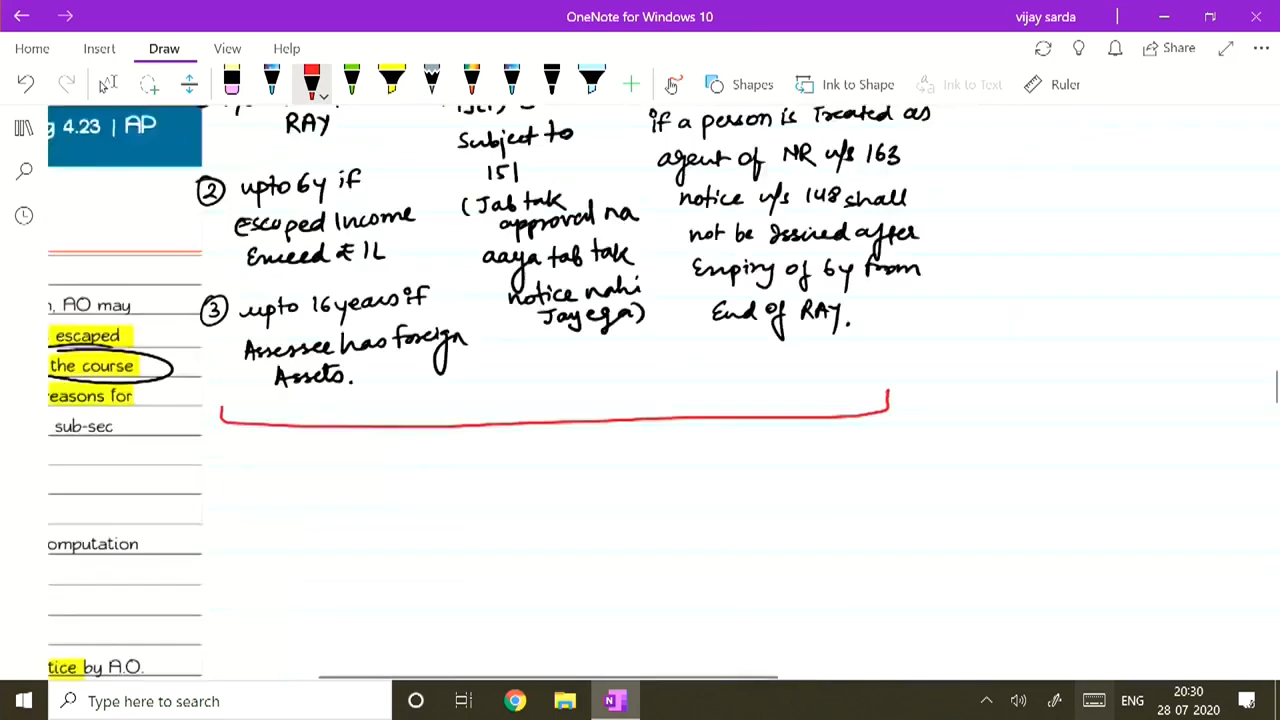 OneNote for Windows 10
vijay sarda
Home Insert Draw View Help
Share
Shapes Ink to Shape Ink to Text Ruler
g 4.23 | AP
n, AO may
escaped
the course
reasons for
sub-sec
omputation
tice by A.O.
RAY
② upto 6y if
Escaped Income
Exceed ₹ 1L
③ upto 16 years if
Assessee has foreign
Assets.
Subject to
151
(Jab tak
approval na
aaya tab tak
notice nahi
Jayega)
if a person is Treated as
agent of NR u/s 163
notice u/s 148 shall
not be Issued after
Expiry of 6y from
End of RAY.
Type here to search
ENG
20:30
28 07 2020
3